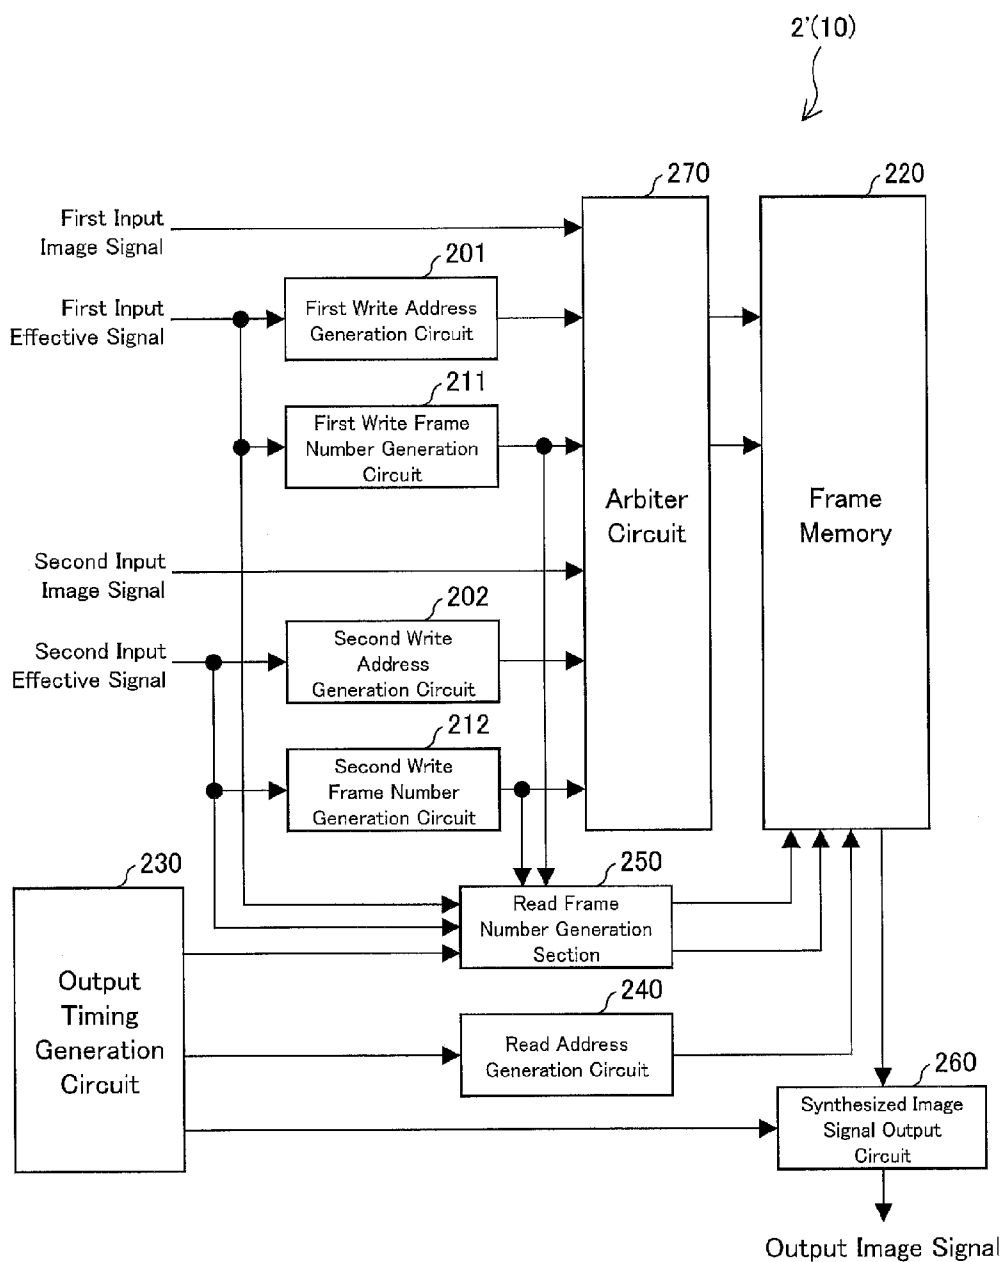 2'(10)
270
220
First Input
Image Signal
201
First Input
Effective Signal
First Write Address
Generation Circuit
211
First Write Frame
Number Generation
Circuit
Arbiter
Circuit
Frame
Memory
Second Input
Image Signal
202
Second Input
Effective Signal
Second Write
Address
Generation Circuit
212
Second Write
Frame Number
Generation Circuit
230
250
Read Frame
Number Generation
Section
Output
Timing
Generation
Circuit
240
Read Address
Generation Circuit
260
Synthesized Image
Signal Output
Circuit
Output Image Signal